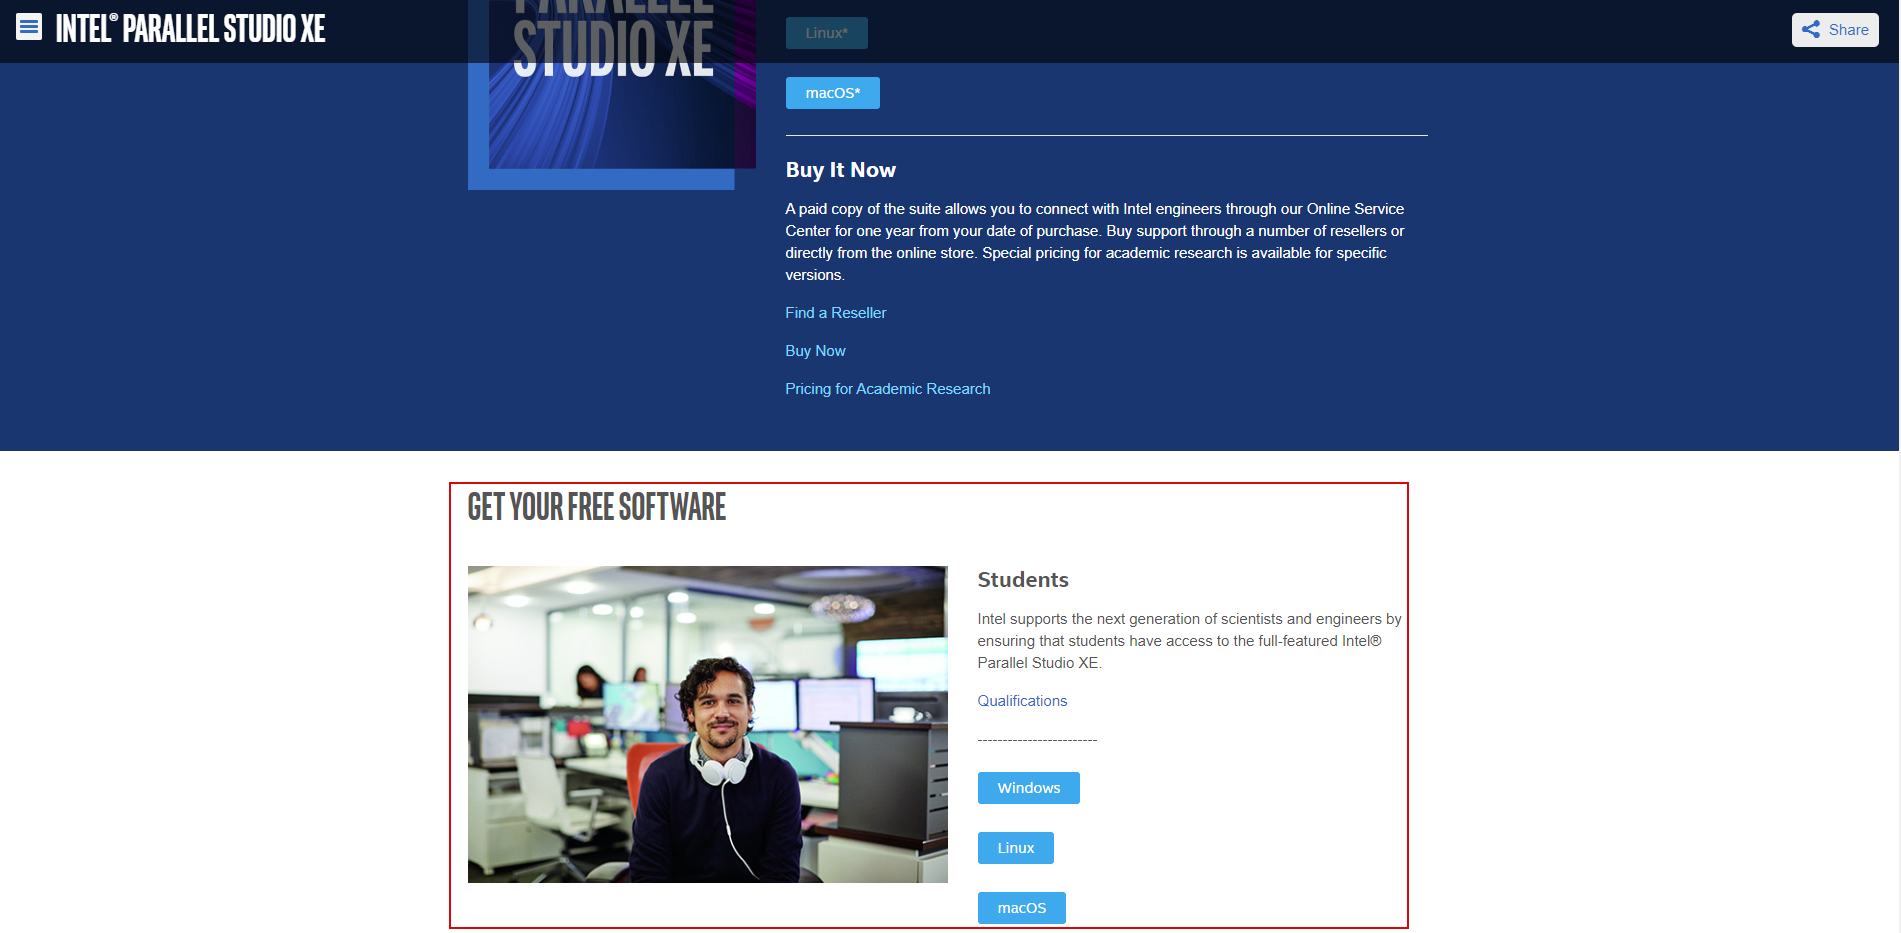 INTEL® PARALLEL STUDIO XE
Share
PARALLEL
STUDIO XE
Linux*
macOS*
Buy It Now
A paid copy of the suite allows you to connect with Intel engineers through our Online Service
Center for one year from your date of purchase. Buy support through a number of resellers or
directly from the online store. Special pricing for academic research is available for specific
versions.
Find a Reseller
Buy Now
Pricing for Academic Research
GET YOUR FREE SOFTWARE
Students
Intel supports the next generation of scientists and engineers by
ensuring that students have access to the full-featured Intel®
Parallel Studio XE.
Qualifications
------------------------
Windows
Linux
macOS